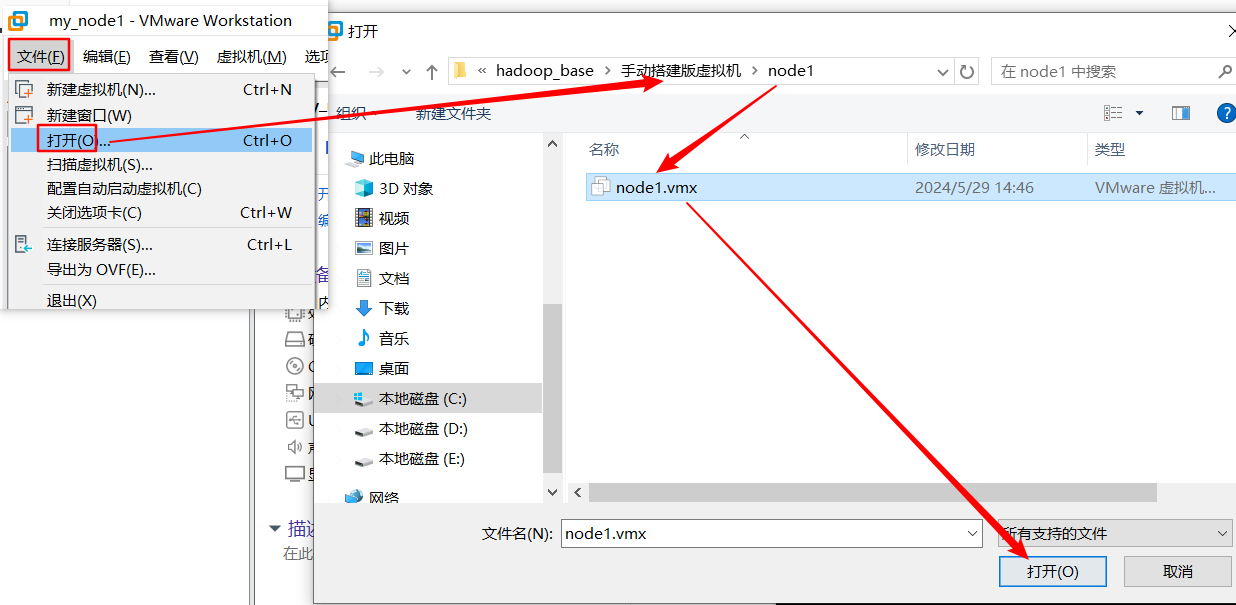 my_node1 - VMware Workstation
文件(F) 编辑(E) 查看(V) 虚拟机(M)
新建虚拟机(N)... Ctrl+N
新建窗口(W)
打开(O)... Ctrl+O
扫描虚拟机(S)...
配置自动启动虚拟机(C)
关闭选项卡(C) Ctrl+W
连接服务器(S)... Ctrl+L
导出为 OVF(E)...
退出(X)
打开
« hadoop_base › 手动搭建版虚拟机 › node1
在 node1 中搜索
组织 新建文件夹
此电脑
3D 对象
视频
图片
文档
下载
音乐
桌面
本地磁盘 (C:)
本地磁盘 (D:)
本地磁盘 (E:)
网络
名称 修改日期 类型
node1.vmx 2024/5/29 14:46 VMware 虚拟机...
文件名(N): node1.vmx 所有支持的文件
打开(O) 取消
在此